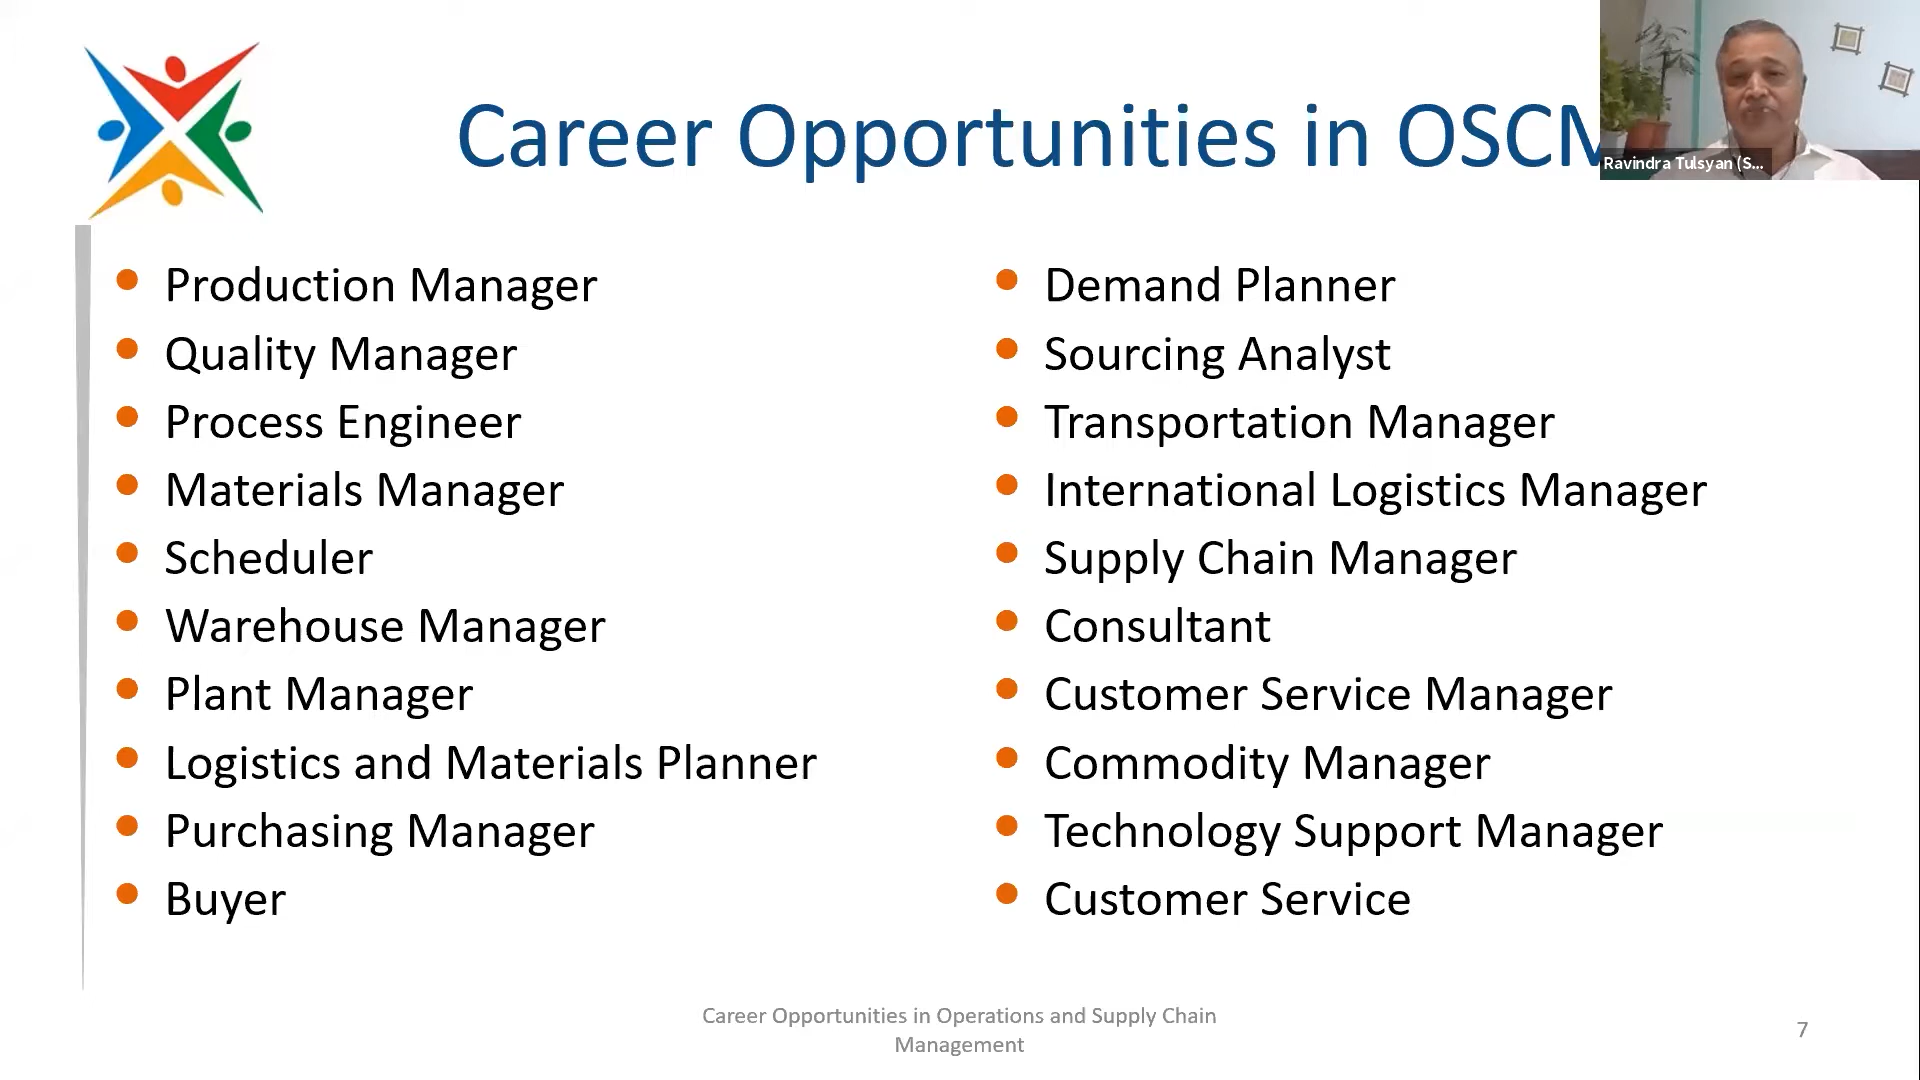 Career Opportunities in OSCM
Ravindra Tulsyan (S...
Production Manager
Quality Manager
Process Engineer
Materials Manager
Scheduler
Warehouse Manager
Plant Manager
Logistics and Materials Planner
Purchasing Manager
Buyer
Demand Planner
Sourcing Analyst
Transportation Manager
International Logistics Manager
Supply Chain Manager
Consultant
Customer Service Manager
Commodity Manager
Technology Support Manager
Customer Service
Career Opportunities in Operations and Supply Chain
Management
7